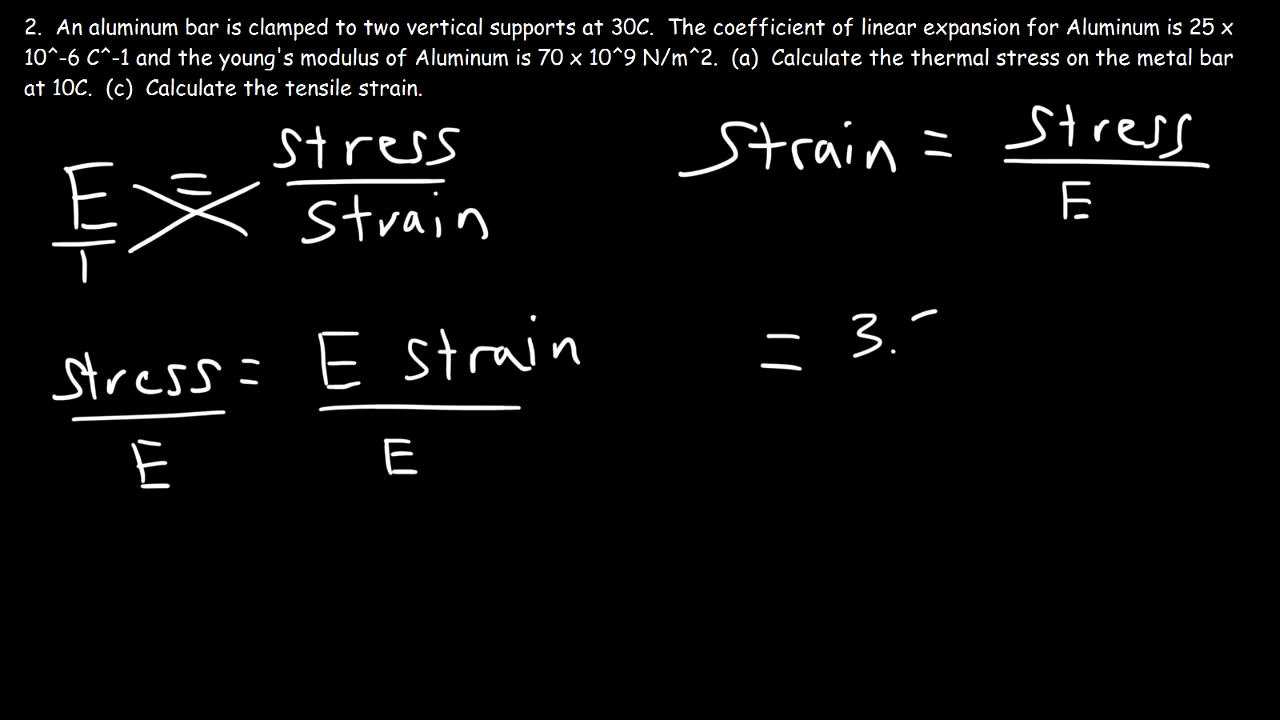 2. An aluminum bar is clamped to two vertical supports at 30C. The coefficient of linear expansion for Aluminum is 25 x
10^-6 C^-1 and the young's modulus of Aluminum is 70 x 10^9 N/m^2. (a) Calculate the thermal stress on the metal bar
at 10C. (c) Calculate the tensile strain.
E/1 = stress/strain
strain = stress/E
stress/E = E strain/E
= 3.